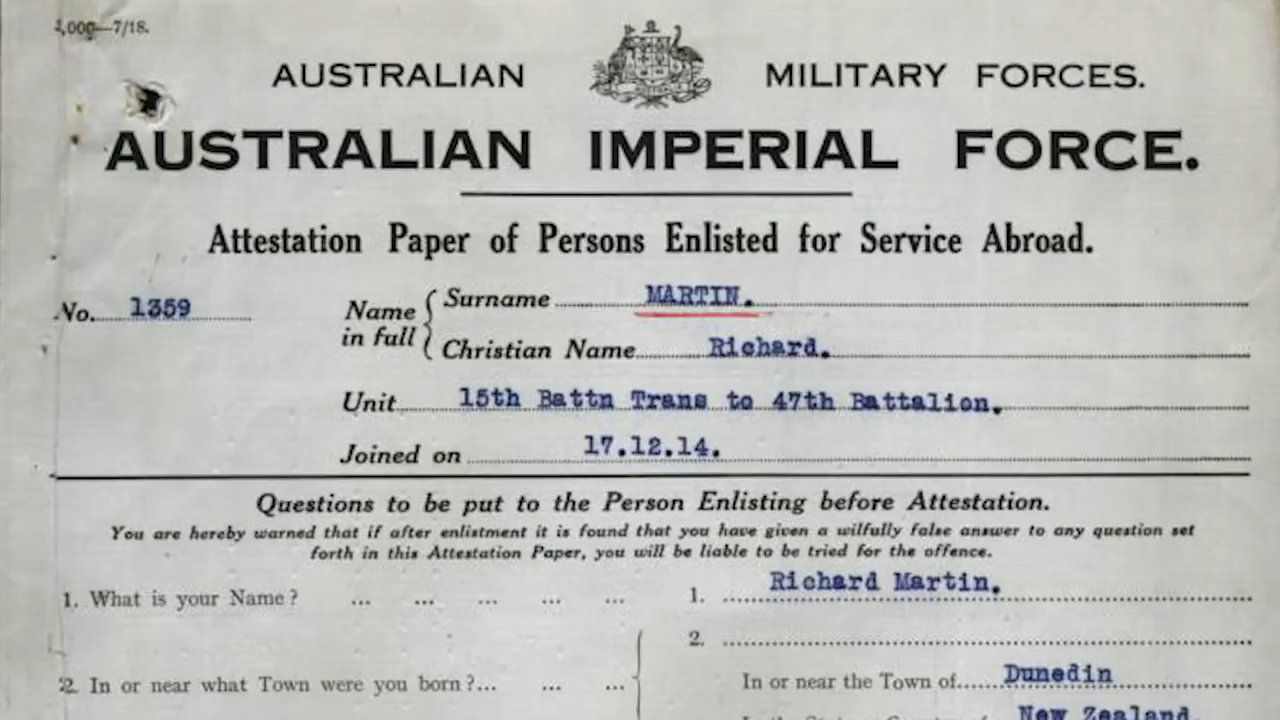 ,000—7/18.
AUSTRALIAN MILITARY FORCES.
AUSTRALIAN IMPERIAL FORCE.
Attestation Paper of Persons Enlisted for Service Abroad.
No. 1359
Name in full { Surname MARTIN.
Christian Name Richard.
Unit 15th Battn Trans to 47th Battalion.
Joined on 17.12.14.
Questions to be put to the Person Enlisting before Attestation.
You are hereby warned that if after enlistment it is found that you have given a wilfully false answer to any question set
forth in this Attestation Paper, you will be liable to be tried for the offence.
1. What is your Name? ... ... ... ... ... 1. Richard Martin.
2.
2. In or near what Town were you born?... ... ... In or near the Town of Dunedin
New Zealand.